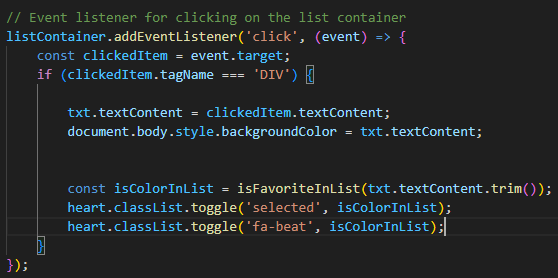 // Event listener for clicking on the list container
listContainer.addEventListener('click', (event) => {
    const clickedItem = event.target;
    if (clickedItem.tagName === 'DIV') {
        txt.textContent = clickedItem.textContent;
        document.body.style.backgroundColor = txt.textContent;
        const isColorInList = isFavoriteInList(txt.textContent.trim());
        heart.classList.toggle('selected', isColorInList);
        heart.classList.toggle('fa-beat', isColorInList);
    }
});